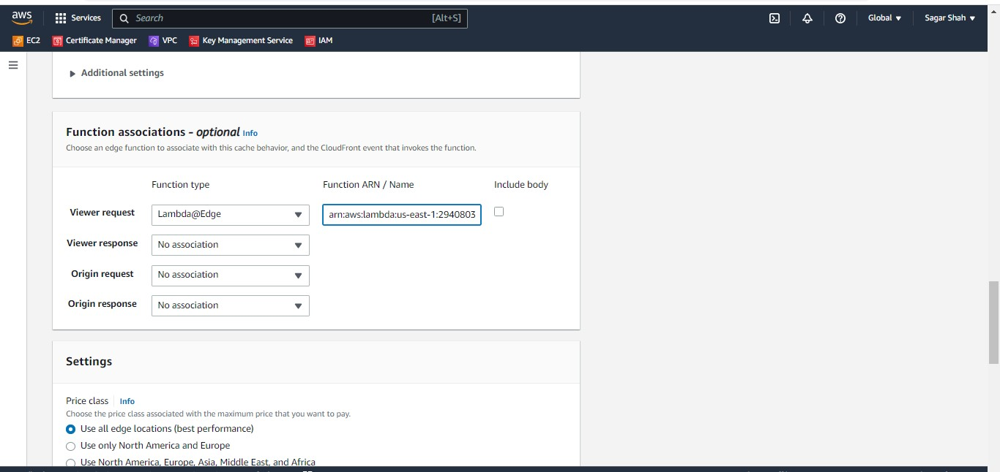 aws Services Search [Alt+S] Global Sagar Shah
EC2 Certificate Manager VPC Key Management Service IAM
Additional settings
Function associations - optional Info
Choose an edge function to associate with this cache behavior, and the CloudFront event that invokes the function.
Function type Function ARN / Name Include body
Viewer request Lambda@Edge arn:aws:lambda:us-east-1:2940803
Viewer response No association
Origin request No association
Origin response No association
Settings
Price class Info
Choose the price class associated with the maximum price that you want to pay.
Use all edge locations (best performance)
Use only North America and Europe
Use North America, Europe, Asia, Middle East, and Africa